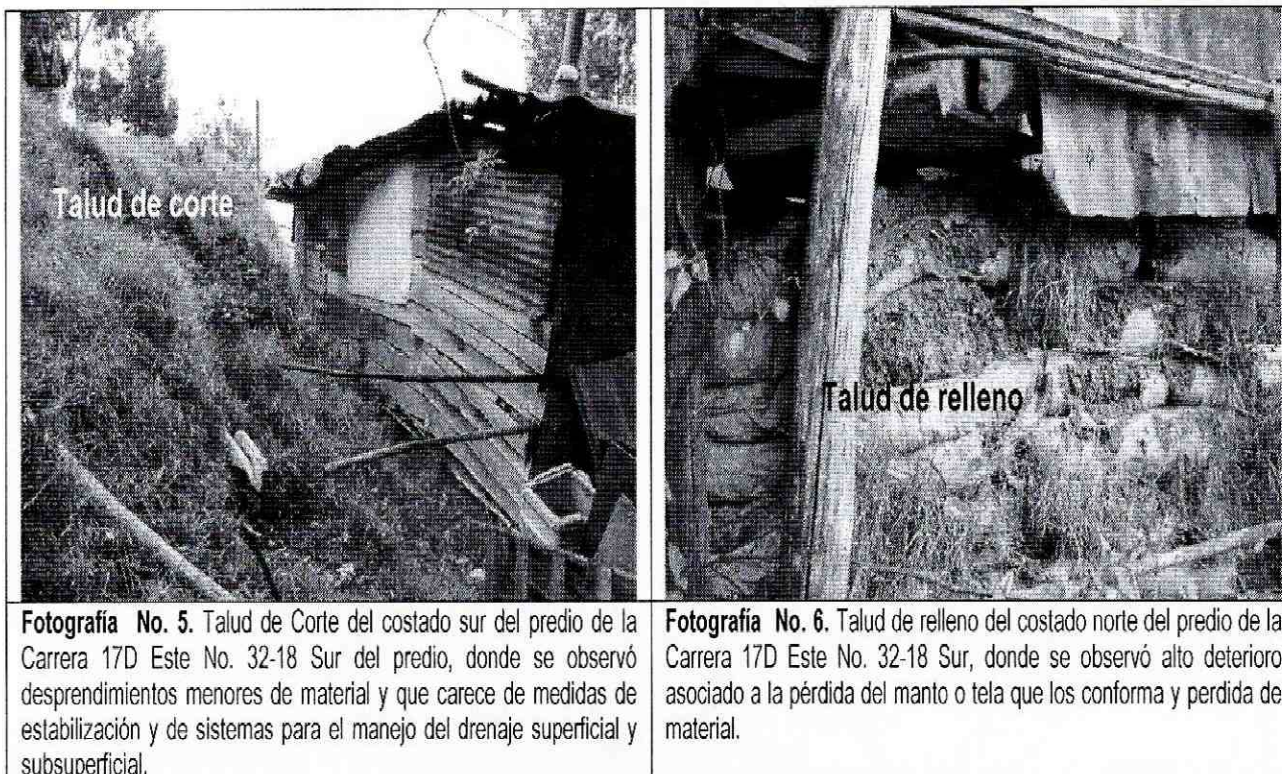 Talud de corte
Talud de relleno
Fotografía No. 5. Talud de Corte del costado sur del predio de la
Carrera 17D Este No. 32-18 Sur del predio, donde se observó
desprendimientos menores de material y que carece de medidas de
estabilización y de sistemas para el manejo del drenaje superficial y
subsuperficial.
Fotografía No. 6. Talud de relleno del costado norte del predio de la
Carrera 17D Este No. 32-18 Sur, donde se observó alto deterioro
asociado a la pérdida del manto o tela que los conforma y perdida de
material.